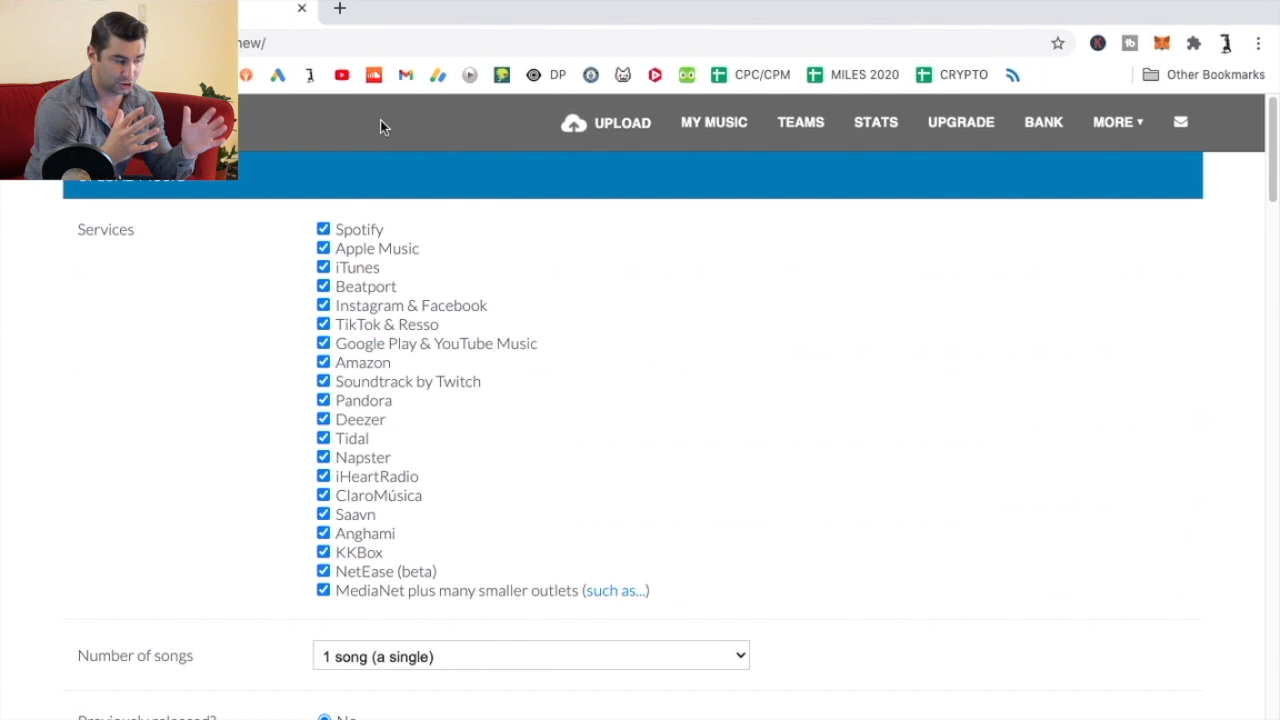 new/
DP
CPC/CPM
MILES 2020
CRYPTO
Other Bookmarks
UPLOAD
MY MUSIC
TEAMS
STATS
UPGRADE
BANK
MORE ▾
Services
Spotify
Apple Music
iTunes
Beatport
Instagram & Facebook
TikTok & Resso
Google Play & YouTube Music
Amazon
Soundtrack by Twitch
Pandora
Deezer
Tidal
Napster
iHeartRadio
ClaroMúsica
Saavn
Anghami
KKBox
NetEase (beta)
MediaNet plus many smaller outlets (such as...)
Number of songs
1 song (a single)
Previously released?
No